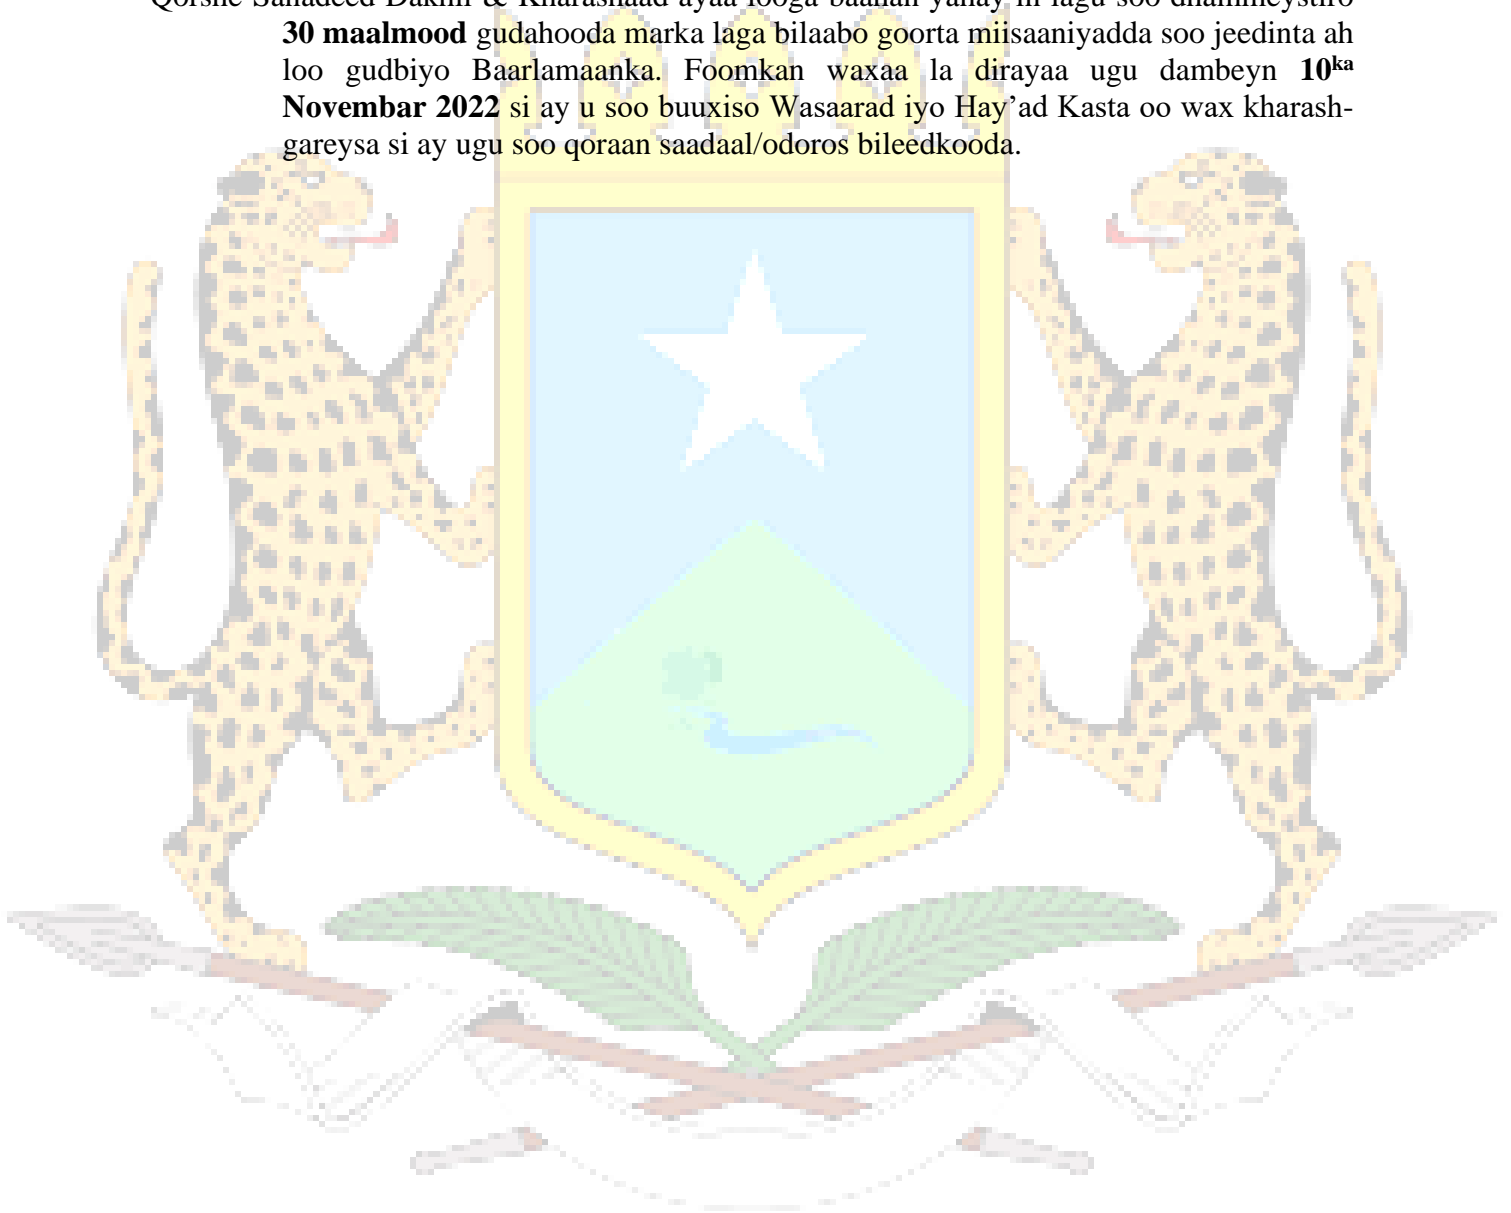 Qorshe Sanadeed Dakhli & Kharashaad ayaa looga baahan yahay in lagu soo dhammeystiro
30 maalmood gudahooda marka laga bilaabo goorta miisaaniyadda soo jeedinta ah
loo gudbiyo Baarlamaanka. Foomkan waxaa la dirayaa ugu dambeyn 10ka
Novembar 2022 si ay u soo buuxiso Wasaarad iyo Hay’ad Kasta oo wax kharash-
gareysa si ay ugu soo qoraan saadaal/odoros bileedkooda.